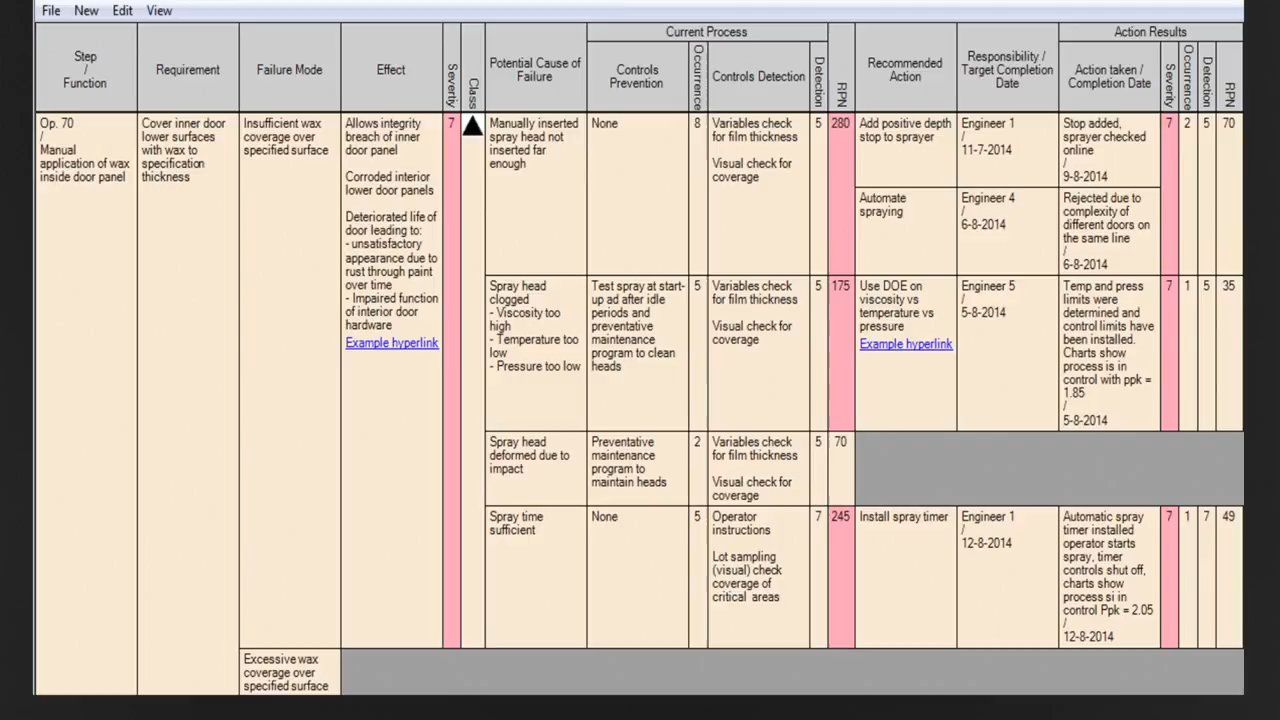 File New Edit View
Current Process
Action Results
Step
/
Function
Requirement
Failure Mode
Effect
Severtiy
Class
Potential Cause of
Failure
Controls
Prevention
Occurrence
Controls Detection
Detection
RPN
Recommended
Action
Responsibility /
Target Completion
Date
Action taken /
Completion Date
Severity
Occurrence
Detection
RPN
Op. 70
/
Manual
application of wax
inside door panel
Cover inner door
lower surfaces
with wax to
specification
thickness
Insufficient wax
coverage over
specified surface
Allows integrity
breach of inner
door panel
Corroded interior
lower door panels
Deteriorated life of
door leading to:
- unsatisfactory
appearance due to
rust through paint
over time
- Impaired function
of interior door
hardware
Example hyperlink
7
Manually inserted
spray head not
inserted far
enough
None
8
Variables check
for film thickness
Visual check for
coverage
5
280
Add positive depth
stop to sprayer
Engineer 1
/
11-7-2014
Stop added,
sprayer checked
online
/
9-8-2014
7
2
5
70
Automate
spraying
Engineer 4
/
6-8-2014
Rejected due to
complexity of
different doors on
the same line
/
6-8-2014
Spray head
clogged
- Viscosity too
high
- Temperature too
low
- Pressure too low
Test spray at start-
up ad after idle
periods and
preventative
maintenance
program to clean
heads
5
Variables check
for film thickness
Visual check for
coverage
5
175
Use DOE on
viscosity vs
temperature vs
pressure
Example hyperlink
Engineer 5
/
5-8-2014
Temp and press
limits were
determined and
control limits have
been installed.
Charts show
process is in
control with ppk =
1.85
/
5-8-2014
7
1
5
35
Spray head
deformed due to
impact
Preventative
maintenance
program to
maintain heads
2
Variables check
for film thickness
Visual check for
coverage
5
70
Spray time
sufficient
None
5
Operator
instructions
Lot sampling
(visual) check
coverage of
critical areas
7
245
Install spray timer
Engineer 1
/
12-8-2014
Automatic spray
timer installed
operator starts
spray, timer
controls shut off,
charts show
process si in
control Ppk = 2.05
/
12-8-2014
7
1
7
49
Excessive wax
coverage over
specified surface